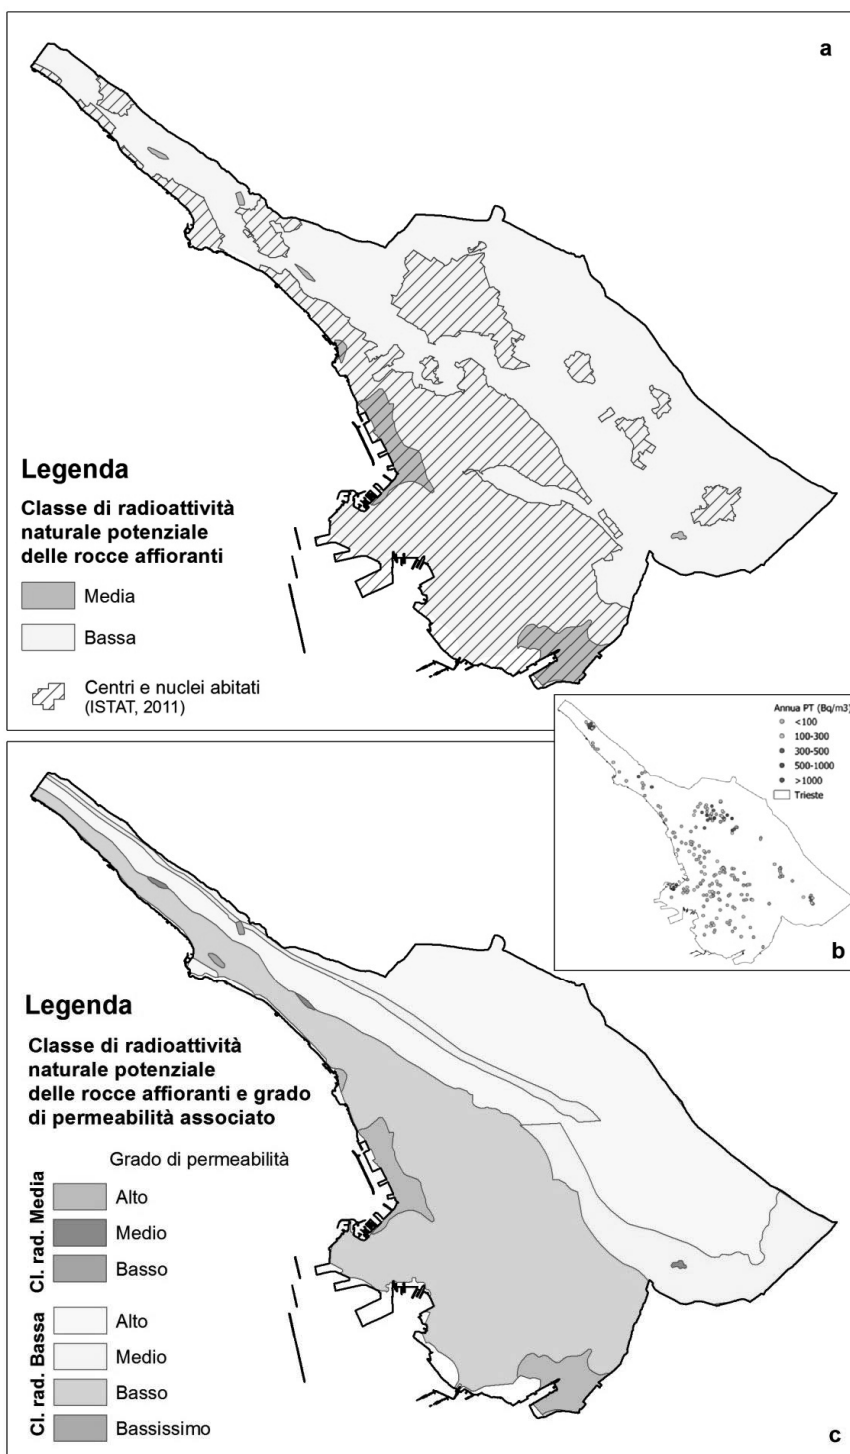 a
Legenda
Classe di radioattività
naturale potenziale
delle rocce affioranti
Media
Bassa
Centri e nuclei abitati
(ISTAT, 2011)
Annua PT (Bq/m3)
<100
100-300
300-500
500-1000
>1000
Trieste
b
Legenda
Classe di radioattività
naturale potenziale
delle rocce affioranti e grado
di permeabilità associato
Grado di permeabilità
Cl. rad. Media
Alto
Medio
Basso
Cl. rad. Bassa
Alto
Medio
Basso
Bassissimo
c